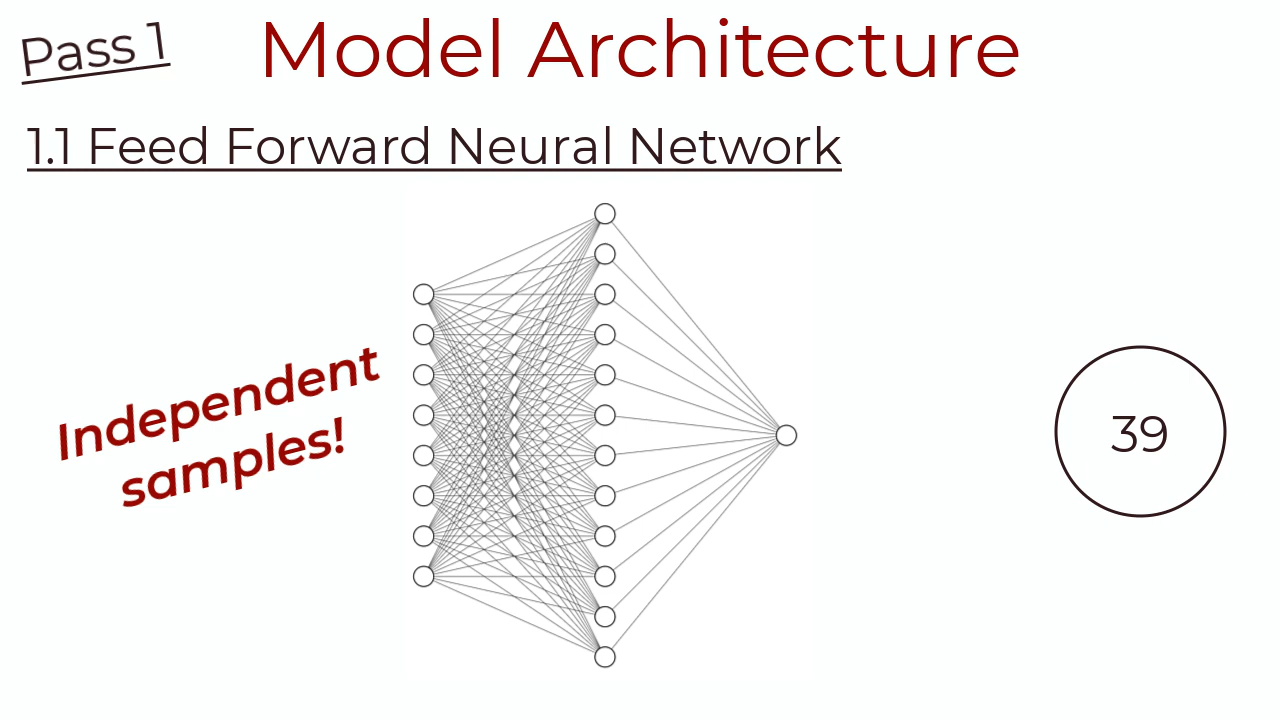 Pass 1
Model Architecture
1.1 Feed Forward Neural Network
Independent
samples!
39